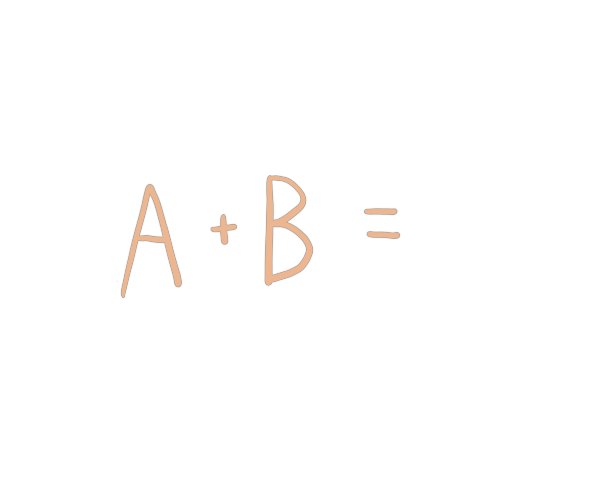 A + B =